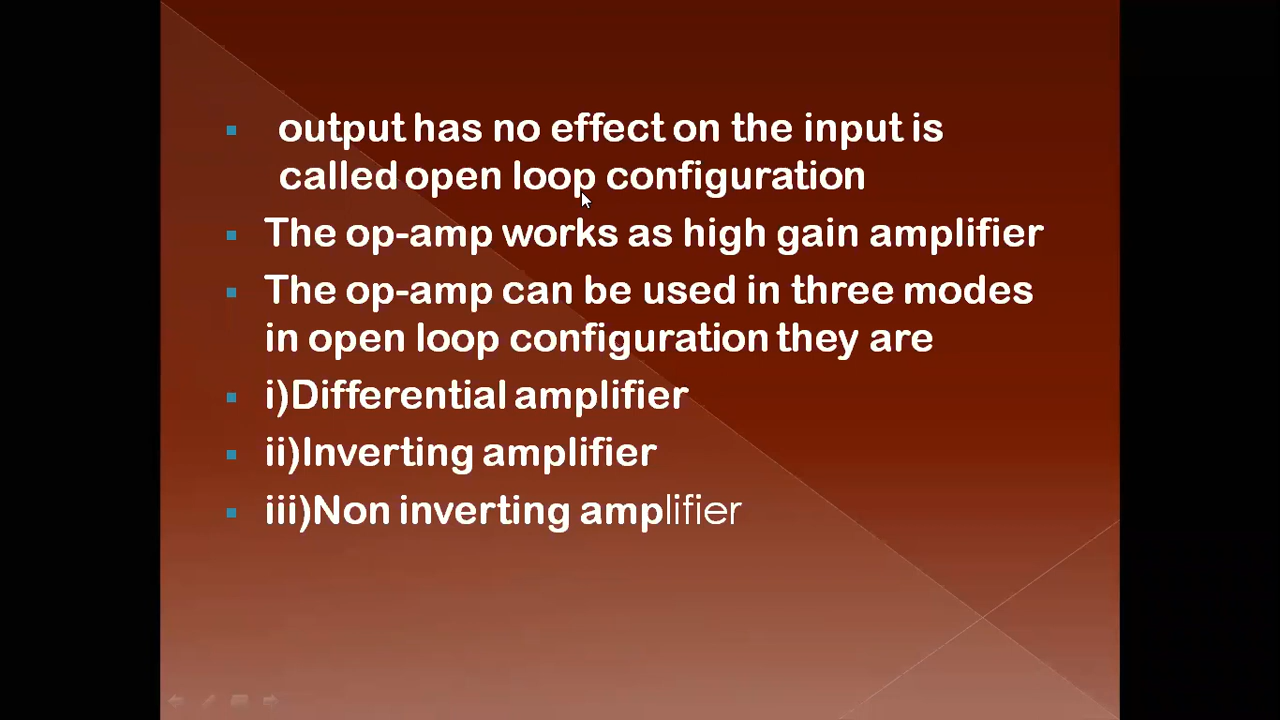 output has no effect on the input is
called open loop configuration
The op-amp works as high gain amplifier
The op-amp can be used in three modes
in open loop configuration they are
i)Differential amplifier
ii)Inverting amplifier
iii)Non inverting amplifier